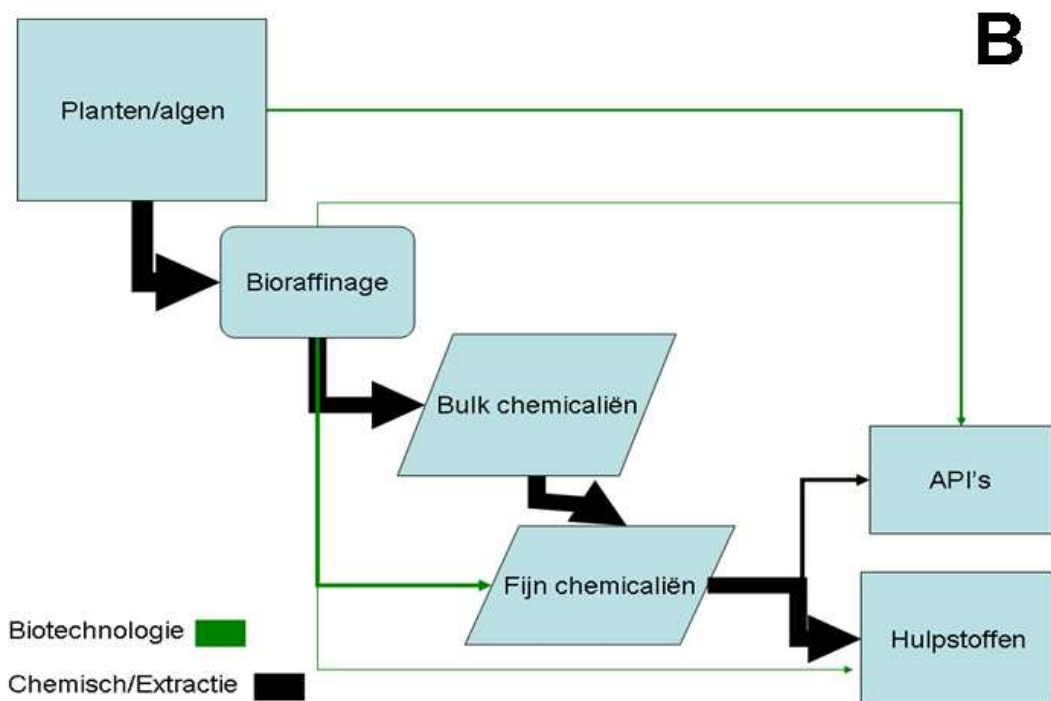 B
Planten/algen
Bioraffinage
Bulk chemicaliën
API's
Fijn chemicaliën
Hulpstoffen
Biotechnologie
Chemisch/Extractie